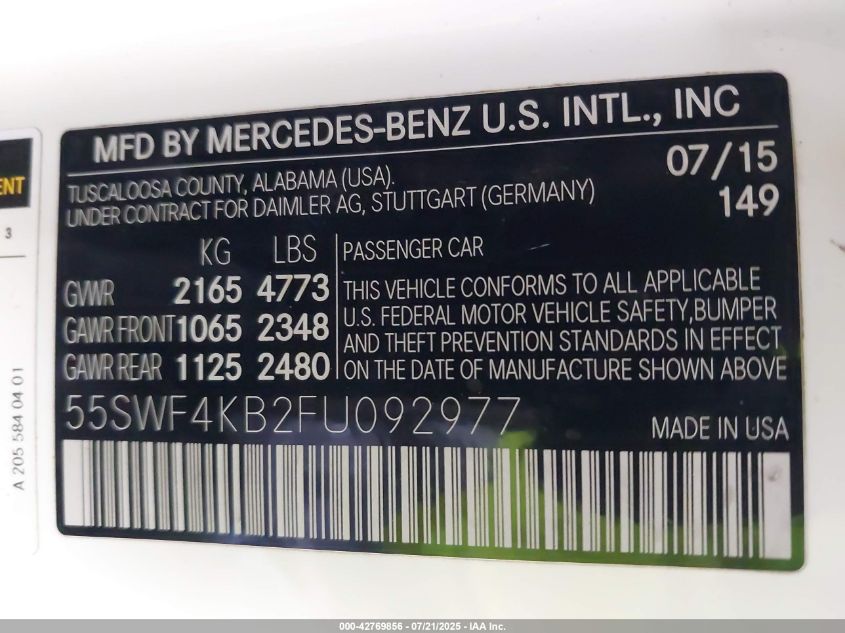 MFD BY MERCEDES-BENZ U.S. INTL., INC
TUSCALOOSA COUNTY, ALABAMA (USA).
UNDER CONTRACT FOR DAIMLER AG, STUTTGART (GERMANY)
07/15
149
KG LBS
GVWR 2165 4773
GAWR FRONT 1065 2348
GAWR REAR 1125 2480
PASSENGER CAR
THIS VEHICLE CONFORMS TO ALL APPLICABLE
U.S. FEDERAL MOTOR VEHICLE SAFETY, BUMPER
AND THEFT PREVENTION STANDARDS IN EFFECT
ON THE DATE OF MANUFACTURE SHOWN ABOVE
55SWF4KB2FU092977
MADE IN USA
3
A 205 584 04 01
000-42769856 - 07/21/2025 - IAA Inc.